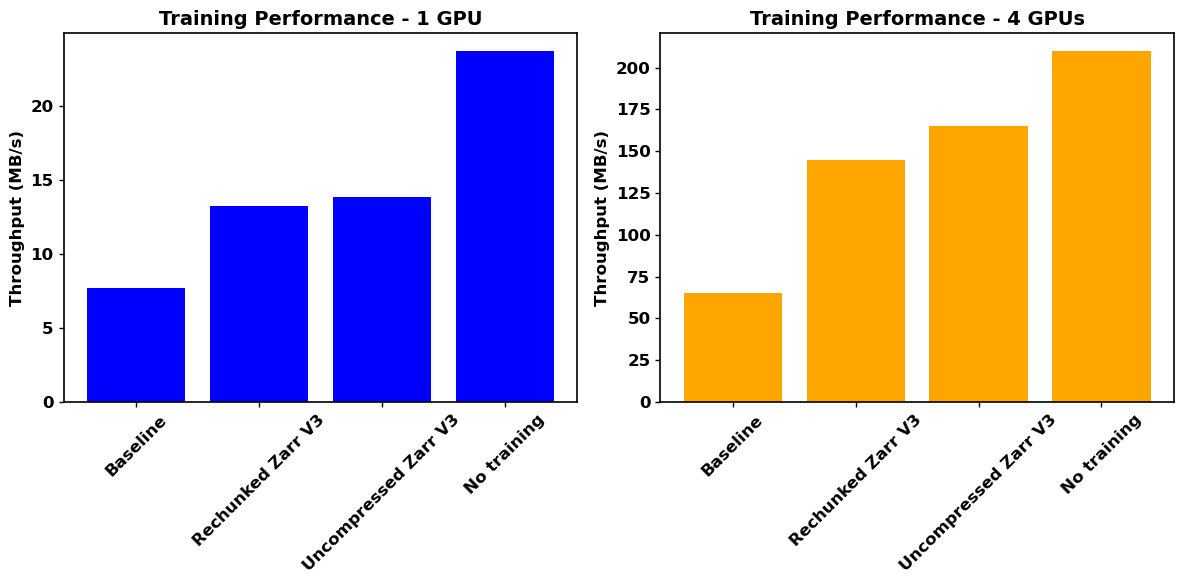 Training Performance - 1 GPU
Throughput (MB/s)
20
15
10
5
0
Baseline
Rechunked Zarr V3
Uncompressed Zarr V3
No training
Training Performance - 4 GPUs
Throughput (MB/s)
200
175
150
125
100
75
50
25
0
Baseline
Rechunked Zarr V3
Uncompressed Zarr V3
No training